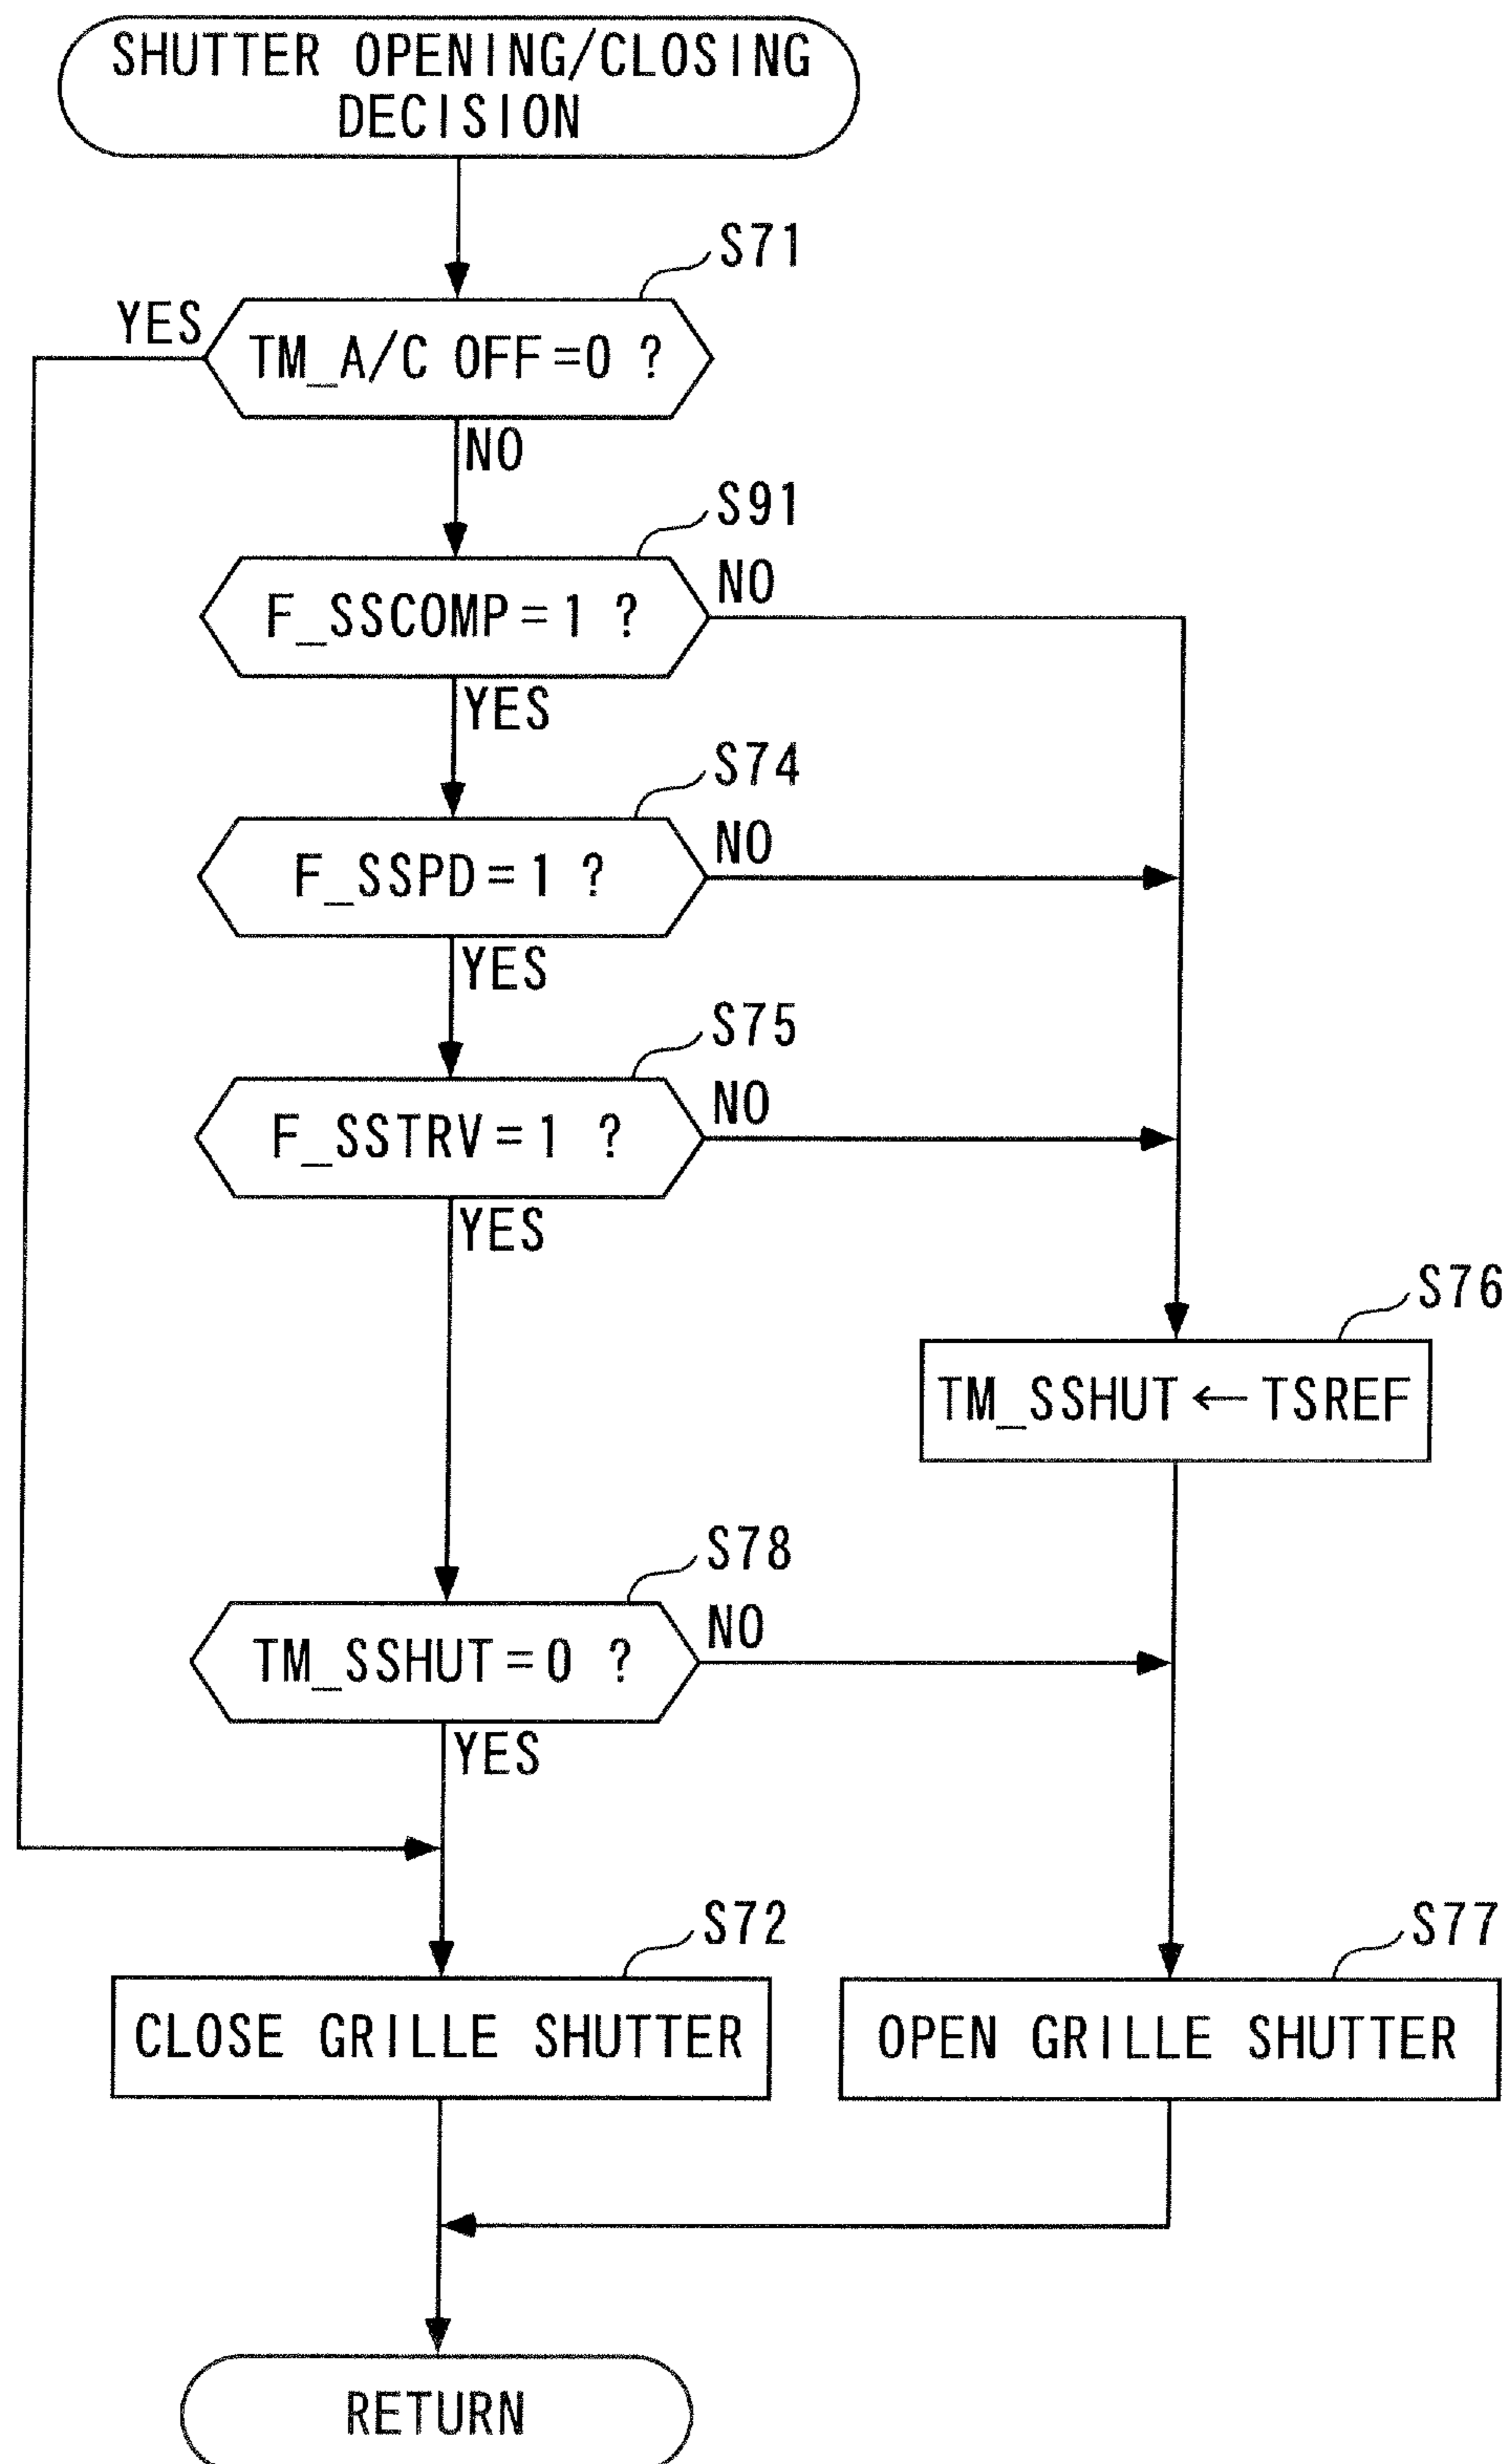 SHUTTER OPENING/CLOSING
DECISION
S71
YES
TM_A/C OFF=0 ?
NO
S91
F_SSCOMP=1 ?
NO
YES
S74
F_SSPD=1 ?
NO
YES
S75
F_SSTRV=1 ?
NO
YES
S76
TM_SSHUT ← TSREF
S78
TM_SSHUT=0 ?
NO
YES
S72
S77
CLOSE GRILLE SHUTTER
OPEN GRILLE SHUTTER
RETURN